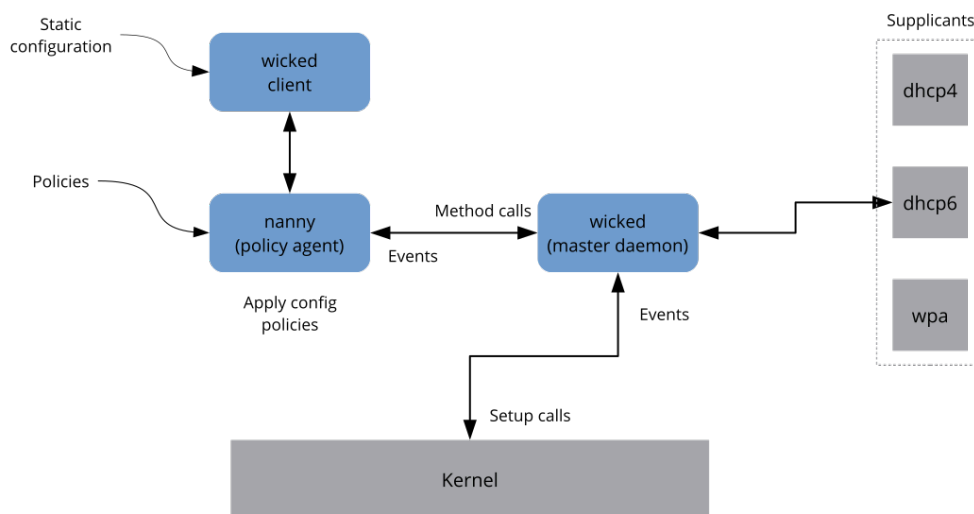 Static
configuration
wicked
client
Supplicants
dhcp4
Policies
nanny
(policy agent)
Method calls
Events
wicked
(master daemon)
dhcp6
Apply config
policies
Events
wpa
Setup calls
Kernel